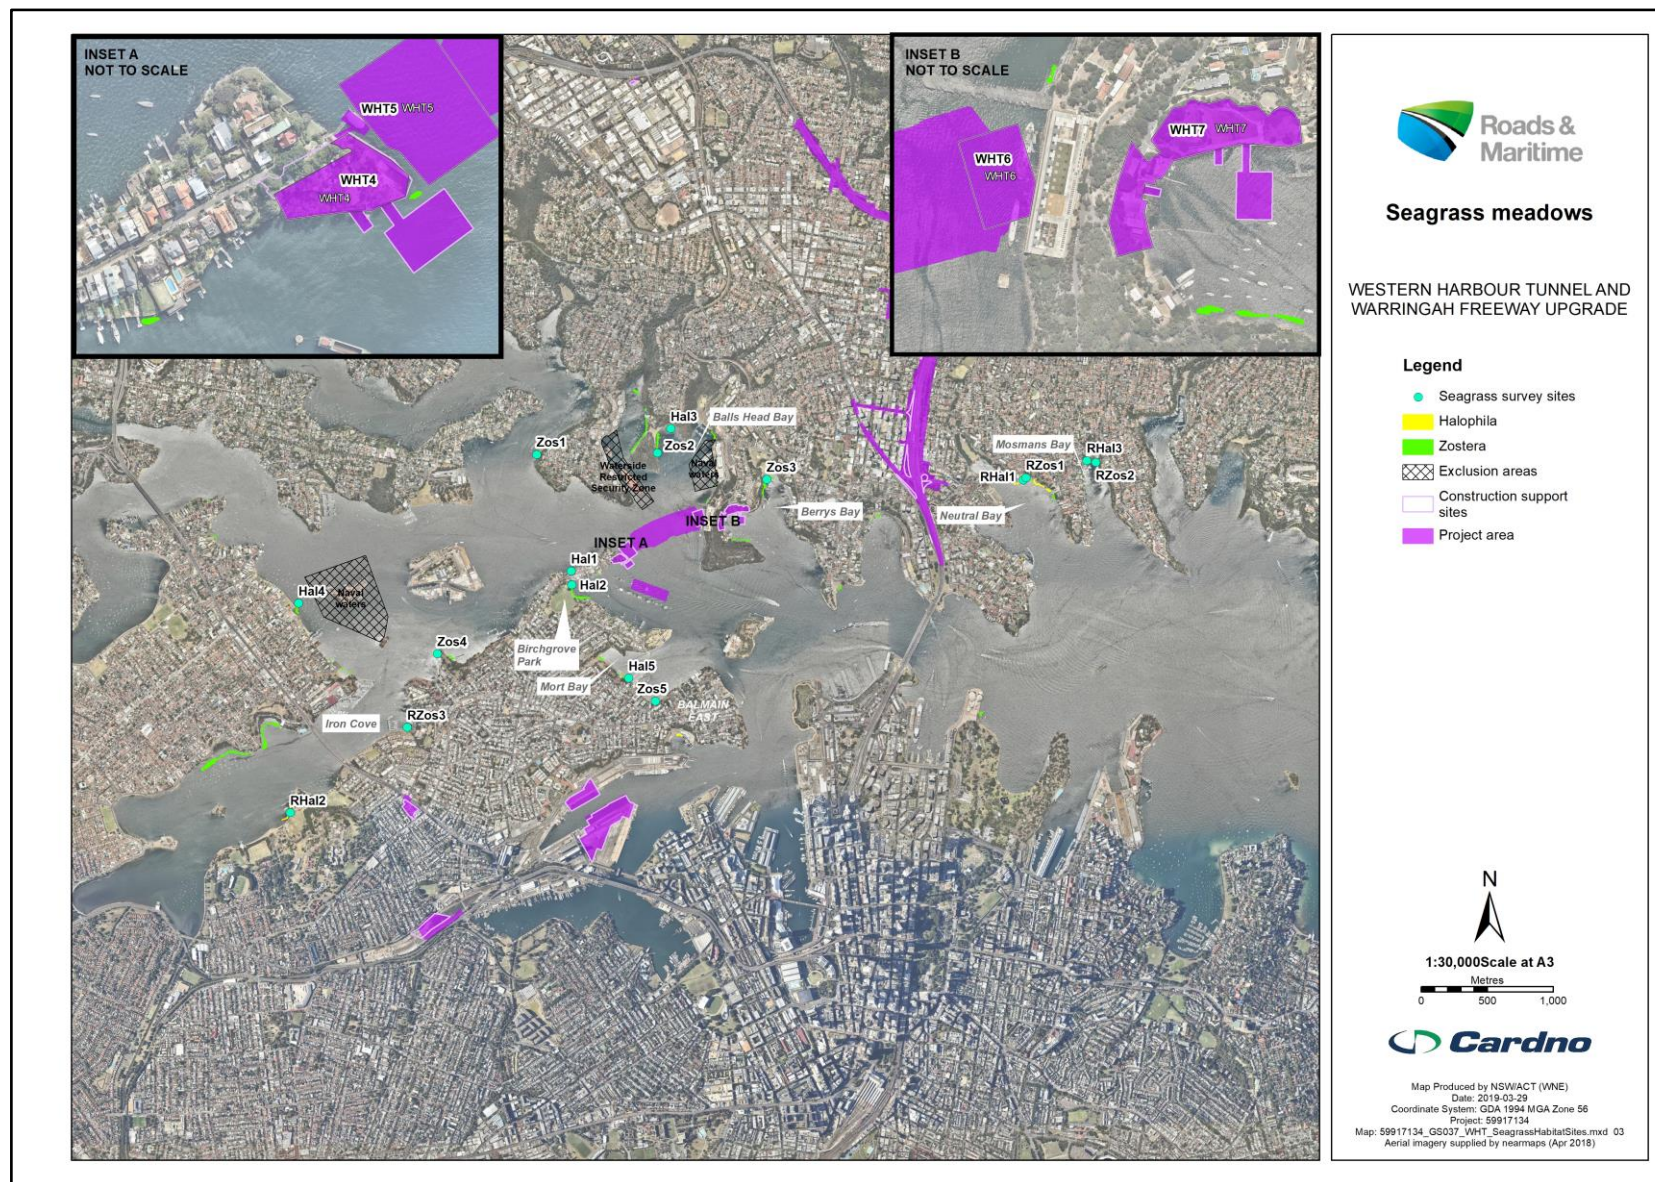 INSET A
NOT TO SCALE
WHT5
WHT5
WHT4
WHT4
INSET B
NOT TO SCALE
WHT6
WHT6
WHT7
WHT7
Hal3
Balls Head Bay
Zos1
Zos2
Waterside
Restricted
Security Zone
Naval
waters
Zos3
Berrys Bay
Mosmans Bay
RHal3
RZos1
RHal1
RZos2
Neutral Bay
INSET B
INSET A
Hal1
Hal2
Hal4
Naval
waters
Zos4
Birchgrove
Park
Mort Bay
Hal5
Zos5
BALMAIN
EAST
Iron Cove
RZos3
RHal2
Roads &
Maritime
Seagrass meadows
WESTERN HARBOUR TUNNEL AND
WARRINGAH FREEWAY UPGRADE
Legend
Seagrass survey sites
Halophila
Zostera
Exclusion areas
Construction support
sites
Project area
N
1:30,000Scale at A3
Metres
0 500 1,000
Cardno
Map Produced by NSW/ACT (WNE)
Date: 2019-03-29
Coordinate System: GDA 1994 MGA Zone 56
Project: 59917134
Map: 59917134_GS037_WHT_SeagrassHabitatSites.mxd 03
Aerial imagery supplied by nearmaps (Apr 2018)